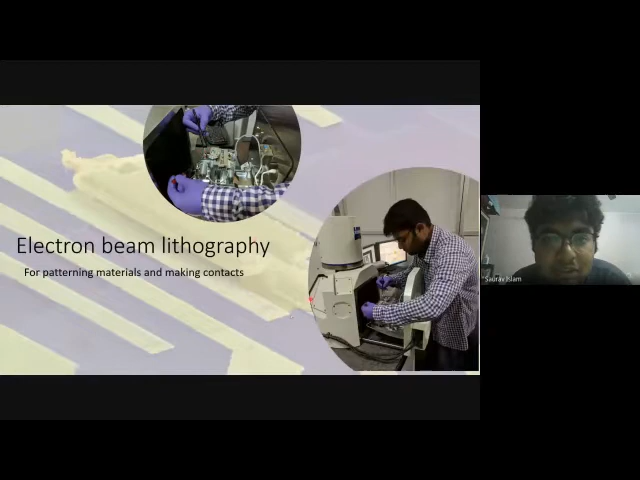 Electron beam lithography
For patterning materials and making contacts
Saurav Islam